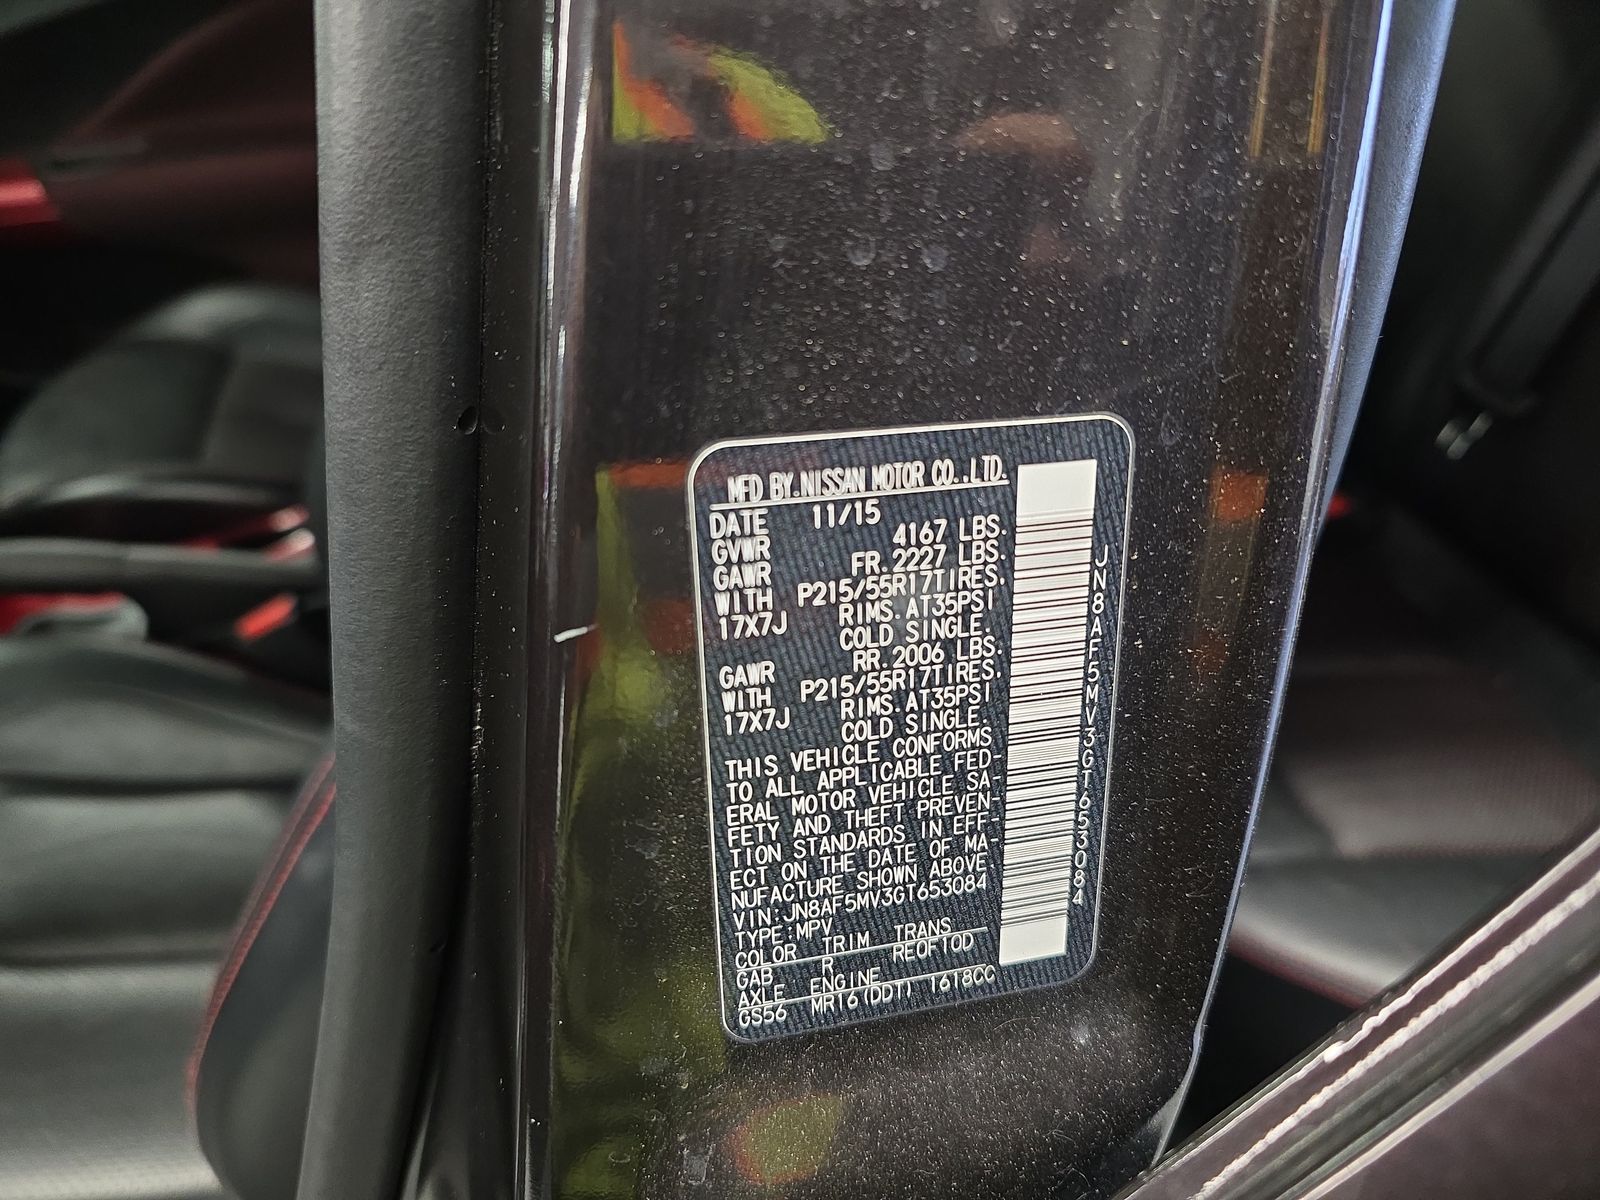 MFD BY.NISSAN MOTOR CO.,LTD.
DATE 11/15
GVWR 4167 LBS.
GAWR FR.2227 LBS.
WITH P215/55R17TIRES,
17X7J RIMS.AT35PSI
COLD SINGLE.
GAWR RR.2006 LBS.
WITH P215/55R17TIRES.
17X7J RIMS.AT35PSI
COLD SINGLE.
THIS VEHICLE CONFORMS
TO ALL APPLICABLE FED-
ERAL MOTOR VEHICLE SA-
FETY AND THEFT PREVEN-
TION STANDARDS IN EFF-
ECT ON THE DATE OF MA-
NUFACTURE SHOWN ABOVE
VIN:JN8AF5MV3GT653084
TYPE:MPV
COLOR TRIM TRANS
GAB R RE0F10D
AXLE ENGINE
GS56 MR16(DDT) 1618CC
JN8AF5MV3GT653084